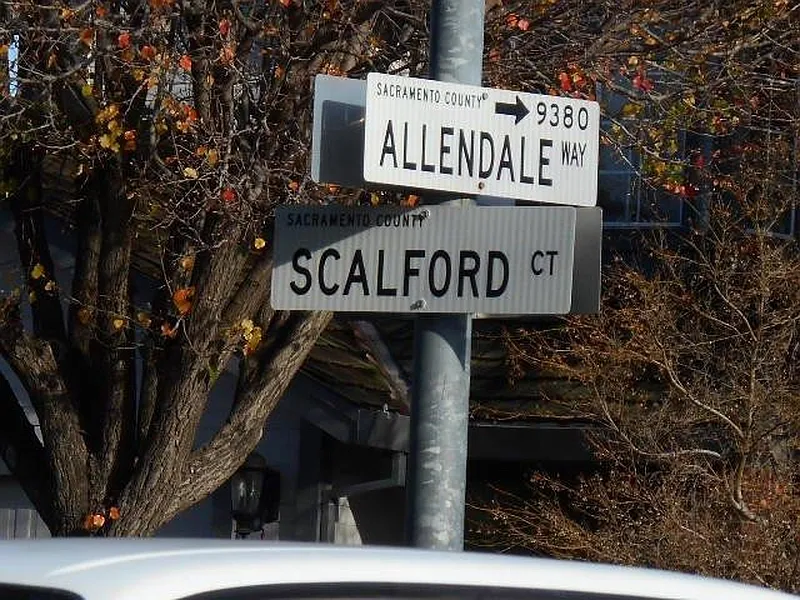 SACRAMENTO COUNTY → 9380
ALLENDALE WAY
SACRAMENTO COUNTY
SCALFORD CT